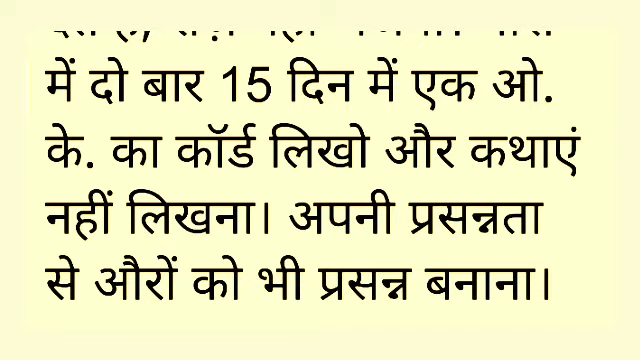 में दो बार 15 दिन में एक ओ.
के. का कॉर्ड लिखो और कथाएं
नहीं लिखना। अपनी प्रसन्नता
से औरों को भी प्रसन्न बनाना।